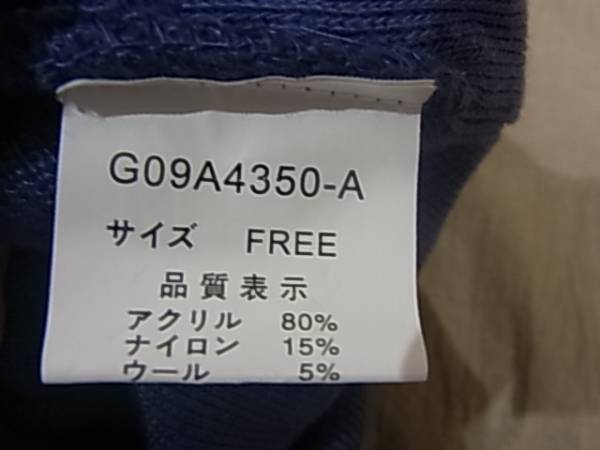 G09A4350-A
サイズ FREE
品質表示
アクリル 80%
ナイロン 15%
ウール 5%